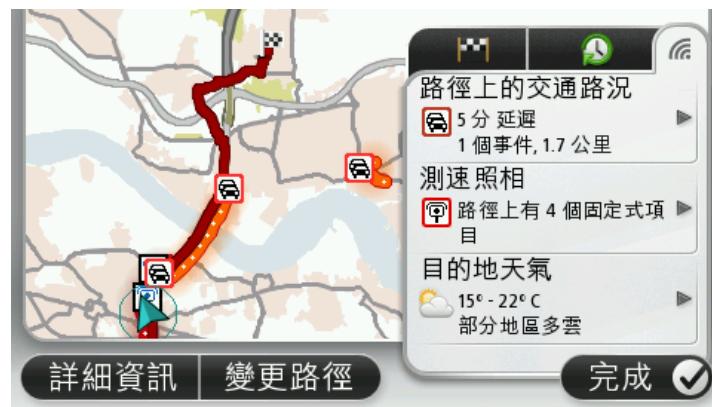 路徑上的交通路況
5 分 延遲
1 個事件, 1.7 公里
測速照相
路徑上有 4 個固定式項
目
目的地天氣
15° - 22° C
部分地區多雲
詳細資訊
變更路徑
完成